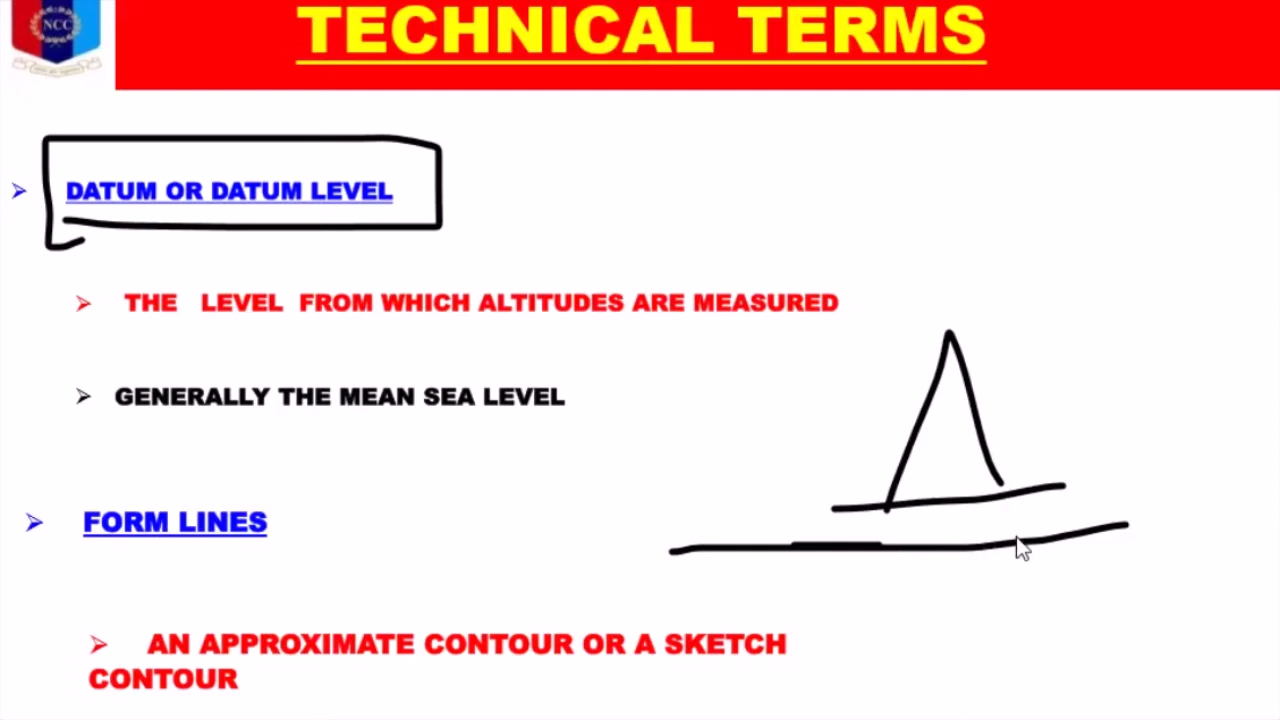 NCC
TECHNICAL TERMS
DATUM OR DATUM LEVEL
THE LEVEL FROM WHICH ALTITUDES ARE MEASURED
GENERALLY THE MEAN SEA LEVEL
FORM LINES
AN APPROXIMATE CONTOUR OR A SKETCH
CONTOUR